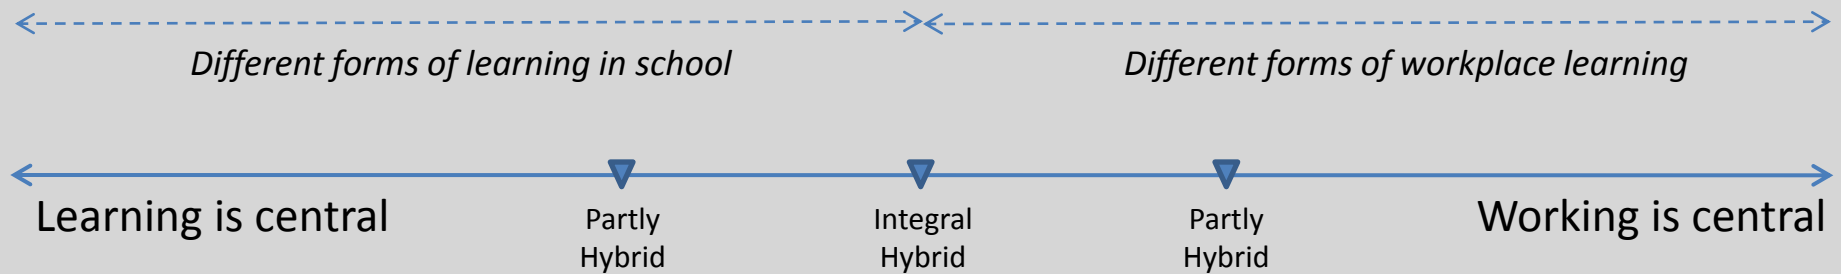 Different forms of learning in school
Different forms of workplace learning
Learning is central
Partly
Hybrid
Integral
Hybrid
Partly
Hybrid
Working is central